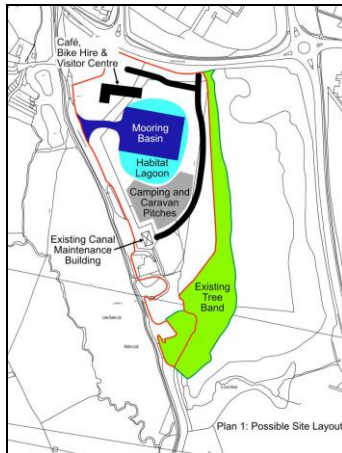 Café,
Bike Hire &
Visitor Centre
Mooring
Basin
Habitat
Lagoon
Camping and
Caravan
Pitches
Existing Canal
Maintenance
Building
Existing
Tree
Band
Plan 1: Possible Site Layout